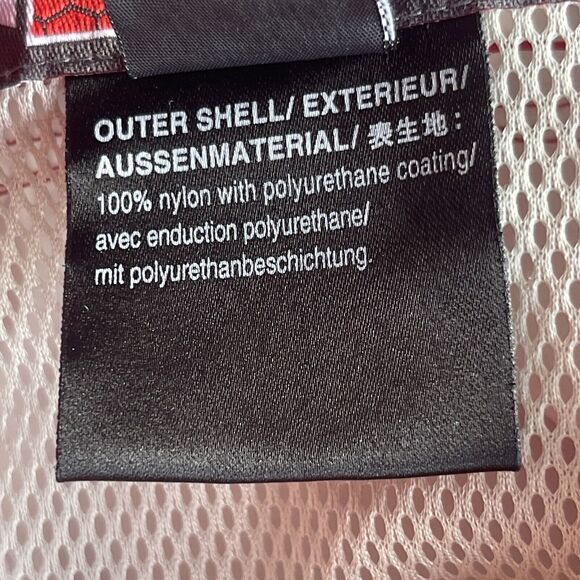 OUTER SHELL/ EXTERIEUR/
AUSSENMATERIAL/ 表生地：
100% nylon with polyurethane coating/
avec enduction polyurethane/
mit polyurethanbeschichtung.